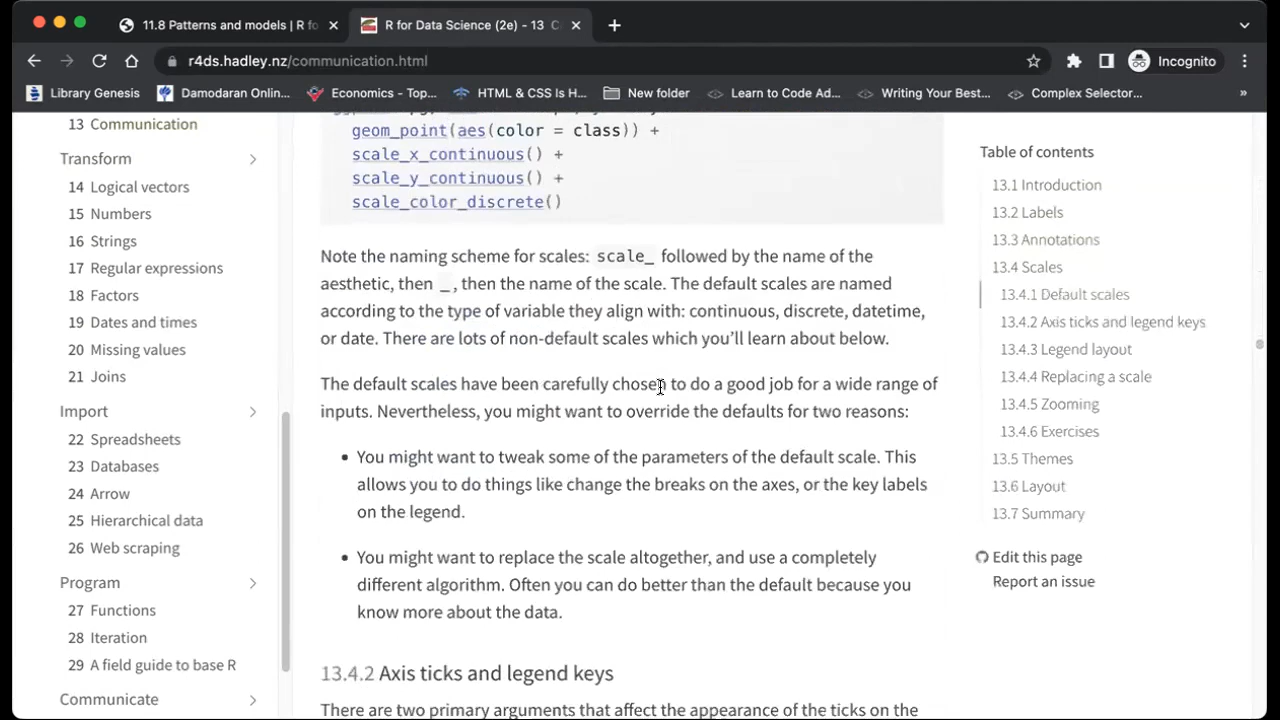 11.8 Patterns and models | R fo
R for Data Science (2e) - 13 C
r4ds.hadley.nz/communication.html
Incognito
Library Genesis
Damodaran Onlin...
Economics - Top...
HTML & CSS Is H...
New folder
Learn to Code Ad...
Writing Your Best...
Complex Selector...
»
13 Communication
Transform
14 Logical vectors
15 Numbers
16 Strings
17 Regular expressions
18 Factors
19 Dates and times
20 Missing values
21 Joins
Import
22 Spreadsheets
23 Databases
24 Arrow
25 Hierarchical data
26 Web scraping
Program
27 Functions
28 Iteration
29 A field guide to base R
Communicate
geom_point(aes(color = class)) +
scale_x_continuous() +
scale_y_continuous() +
scale_color_discrete()
Note the naming scheme for scales: scale_ followed by the name of the
aesthetic, then _, then the name of the scale. The default scales are named
according to the type of variable they align with: continuous, discrete, datetime,
or date. There are lots of non-default scales which you’ll learn about below.
The default scales have been carefully chosen to do a good job for a wide range of
inputs. Nevertheless, you might want to override the defaults for two reasons:
• You might want to tweak some of the parameters of the default scale. This
allows you to do things like change the breaks on the axes, or the key labels
on the legend.
• You might want to replace the scale altogether, and use a completely
different algorithm. Often you can do better than the default because you
know more about the data.
13.4.2 Axis ticks and legend keys
There are two primary arguments that affect the appearance of the ticks on the
Table of contents
13.1 Introduction
13.2 Labels
13.3 Annotations
13.4 Scales
13.4.1 Default scales
13.4.2 Axis ticks and legend keys
13.4.3 Legend layout
13.4.4 Replacing a scale
13.4.5 Zooming
13.4.6 Exercises
13.5 Themes
13.6 Layout
13.7 Summary
Edit this page
Report an issue